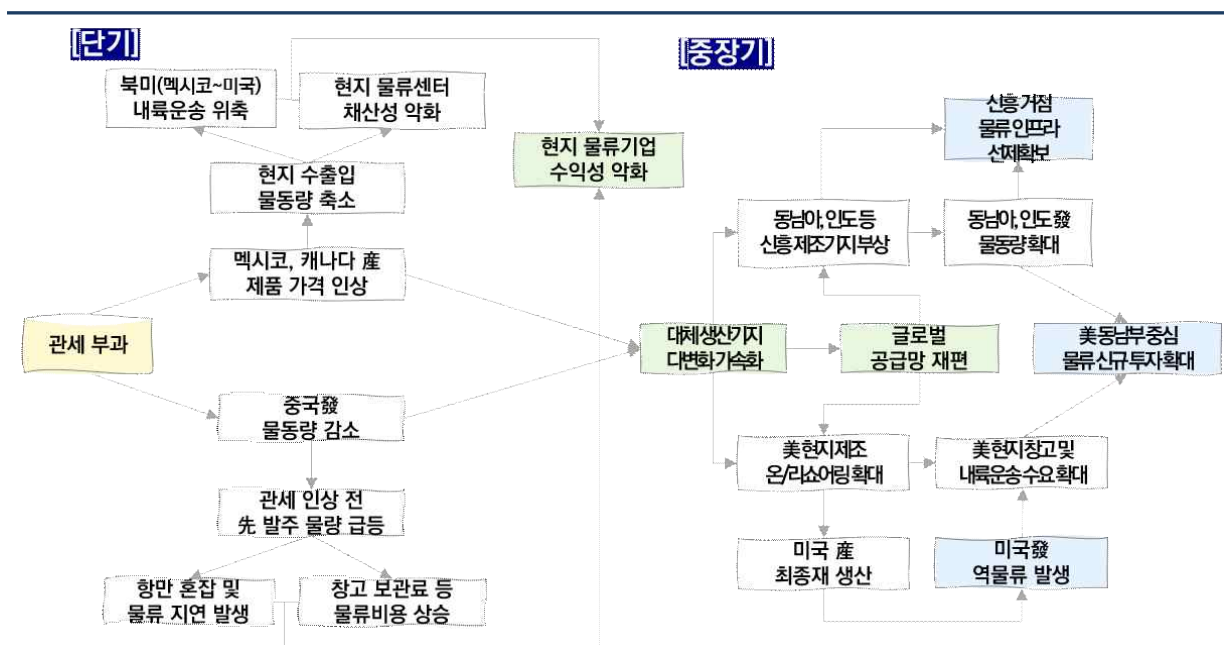 [단기]
북미(멕시코~미국)
내륙운송 위축
현지 물류센터
채산성 악화
현지 물류기업
수익성 악화
현지 수출입
물동량 축소
멕시코, 캐나다 産
제품 가격 인상
관세 부과
중국發
물동량 감소
관세 인상 전
先 발주 물량 급등
항만 혼잡 및
물류 지연 발생
창고 보관료 등
물류비용 상승
[중장기]
신흥 거점
물류 인프라
선제확보
동남아, 인도 등
신흥 제조기지 부상
동남아, 인도 發
물동량 확대
대체 생산기지
다변화 가속화
글로벌
공급망 재편
美 동남부 중심
물류 신규 투자 확대
美 현지 제조
온/리쇼어링 확대
美 현지 창고 및
내륙운송 수요 확대
미국 産
최종재 생산
미국發
역물류 발생